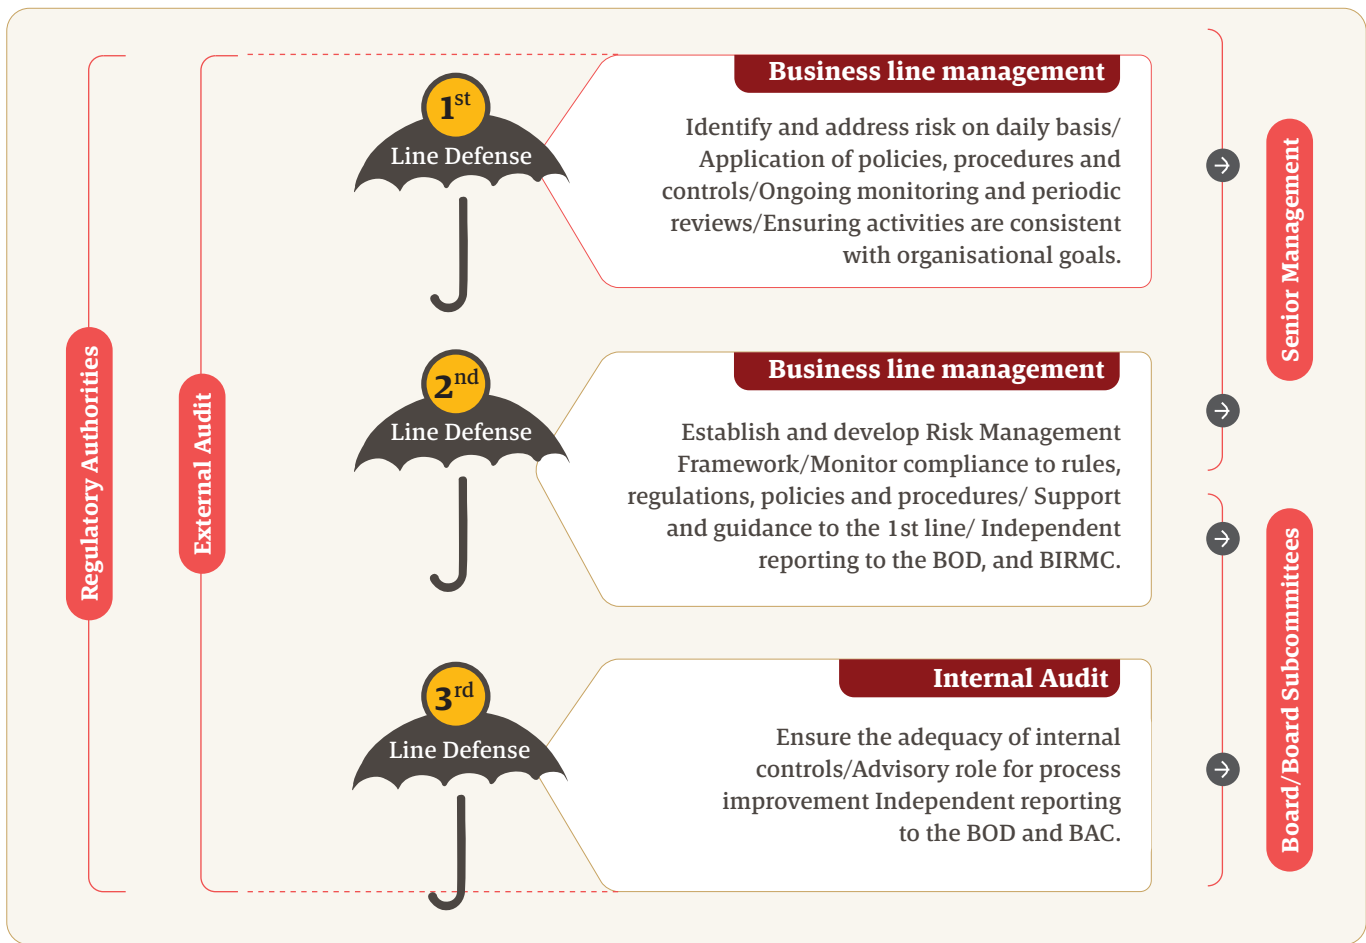 Regulatory Authorities
External Audit
1st
Line Defense
Business line management
Identify and address risk on daily basis/
Application of policies, procedures and
controls/Ongoing monitoring and periodic
reviews/Ensuring activities are consistent
with organisational goals.
2nd
Line Defense
Business line management
Establish and develop Risk Management
Framework/Monitor compliance to rules,
regulations, policies and procedures/ Support
and guidance to the 1st line/ Independent
reporting to the BOD, and BIRMC.
3rd
Line Defense
Internal Audit
Ensure the adequacy of internal
controls/Advisory role for process
improvement Independent reporting
to the BOD and BAC.
Senior Management
Board/Board Subcommittees